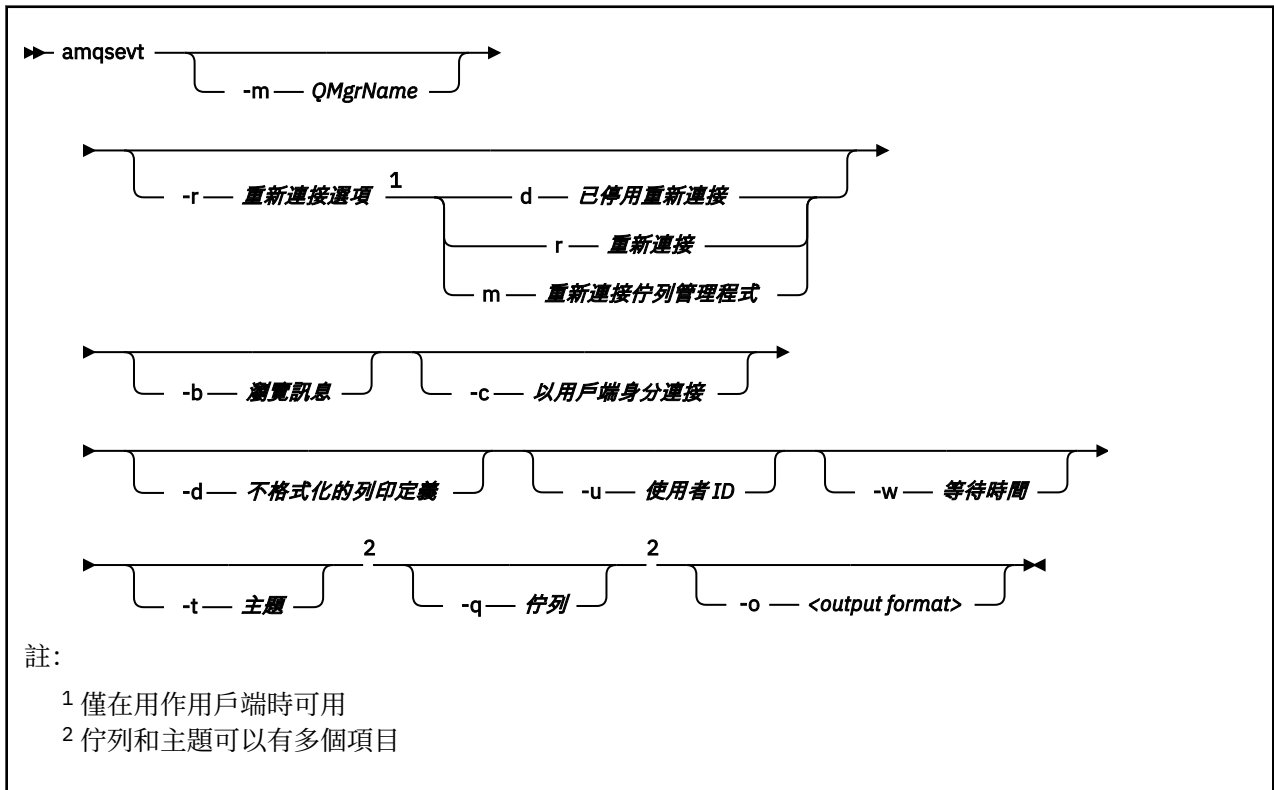 amqsevt
-m QMgrName
-r 重新連接選項 1 d 已停用重新連接
r 重新連接
m 重新連接佇列管理程式
-b 瀏覽訊息 -c 以用戶端身分連接
-d 不格式化的列印定義 -u 使用者 ID -w 等待時間
-t 主題 2 -q 佇列 2 -o <output format>
註:
1 僅在用作用戶端時可用
2 佇列和主題可以有多個項目